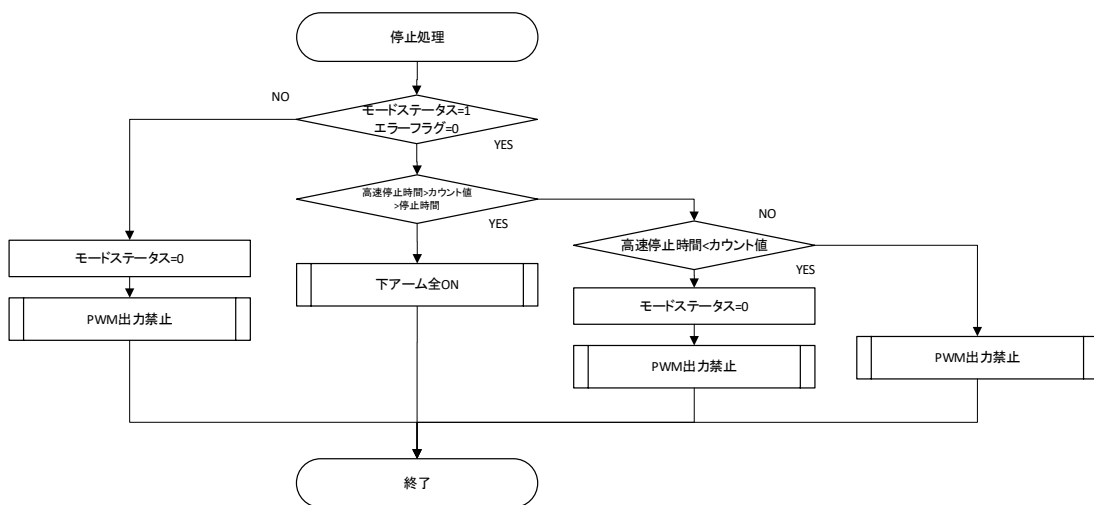 停止処理
NO
モードステータス=1
エラーフラグ=0
YES
高速停止時間>カウント値
>停止時間
YES
NO
高速停止時間<カウント値
YES
モードステータス=0
下アーム全ON
モードステータス=0
PWM出力禁止
PWM出力禁止
PWM出力禁止
終了